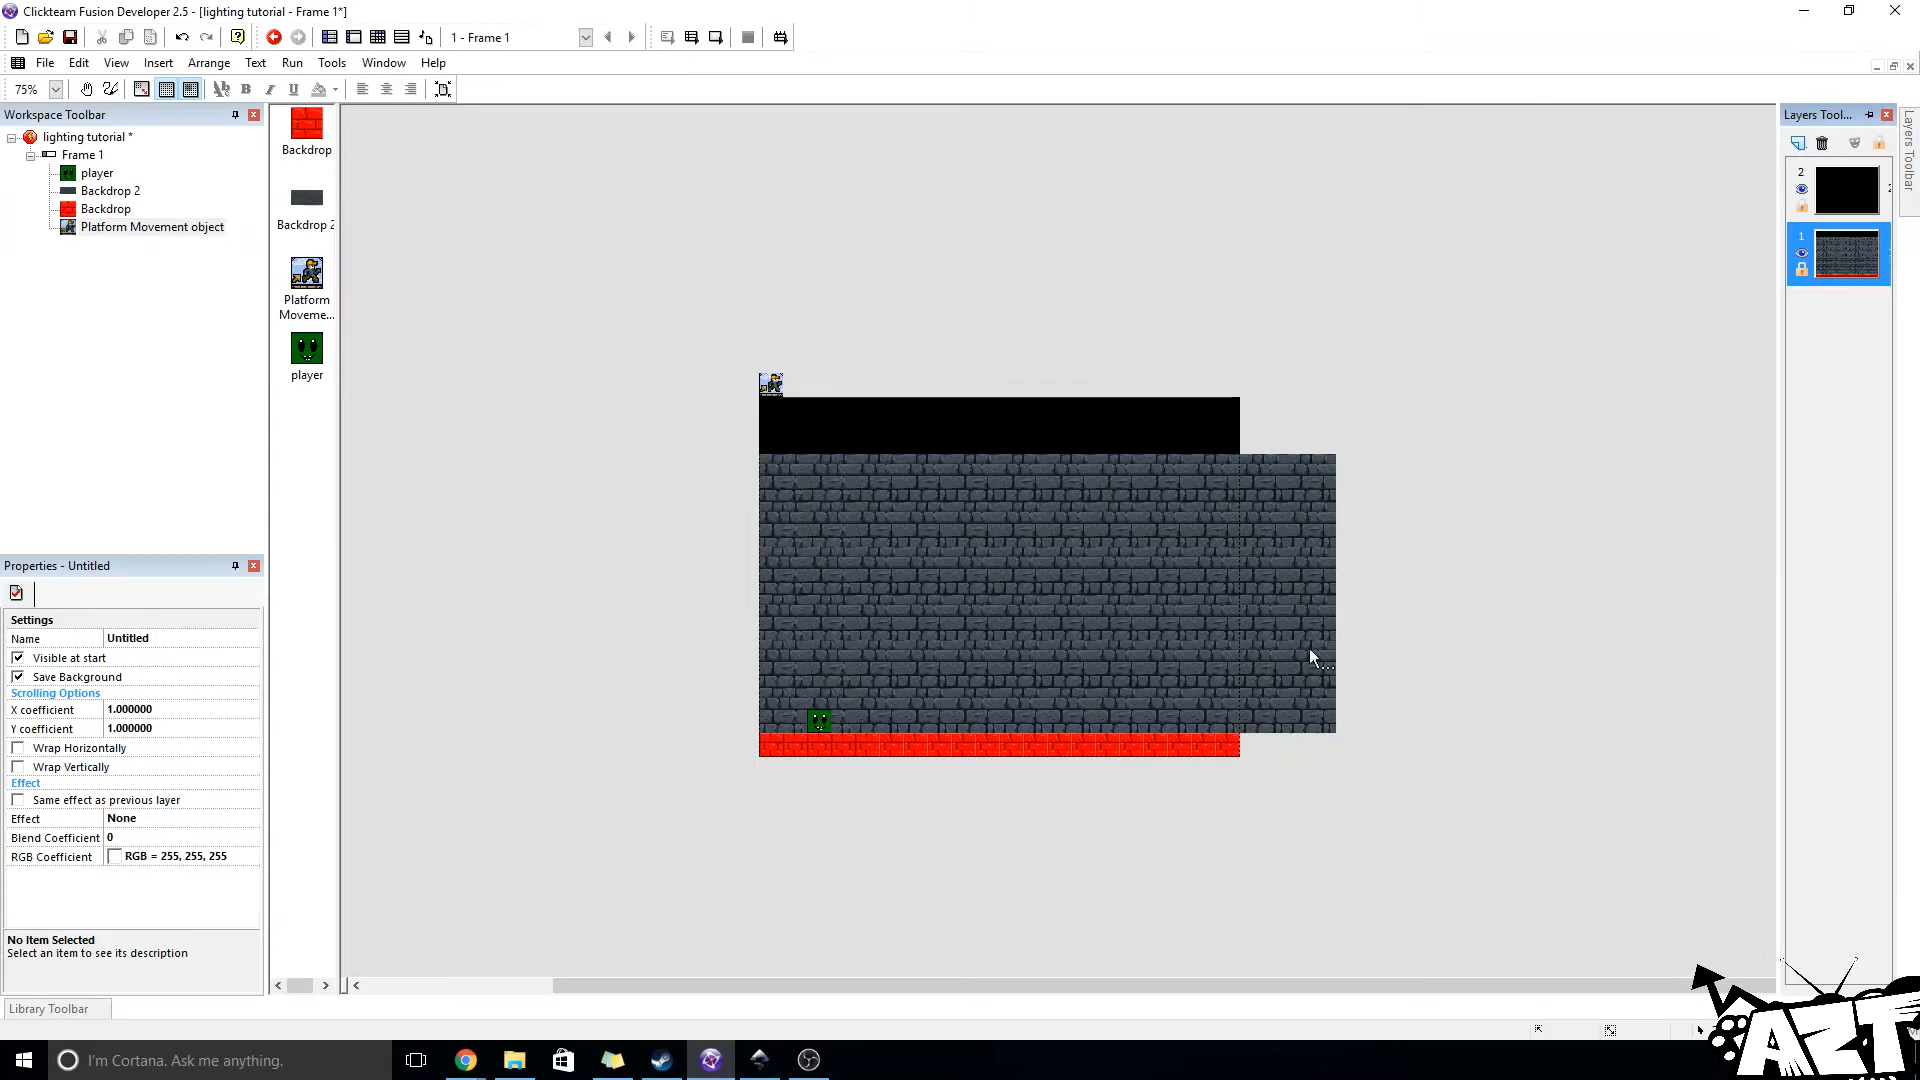 Clickteam Fusion Developer 2.5 - [lighting tutorial - Frame 1*]
1 - Frame 1
File Edit View Insert Arrange Text Run Tools Window Help
75%
Workspace Toolbar
lighting tutorial *
Frame 1
player
Backdrop 2
Backdrop
Platform Movement object
Backdrop
Backdrop 2
Platform
Moveme...
player
Layers Tool...
2
1
Layers Toolbar
Properties - Untitled
Settings
Name Untitled
Visible at start
Save Background
Scrolling Options
X coefficient 1.000000
Y coefficient 1.000000
Wrap Horizontally
Wrap Vertically
Effect
Same effect as previous layer
Effect None
Blend Coefficient 0
RGB Coefficient RGB = 255, 255, 255
No Item Selected
Select an item to see its description
Library Toolbar
I'm Cortana. Ask me anything.
AZT